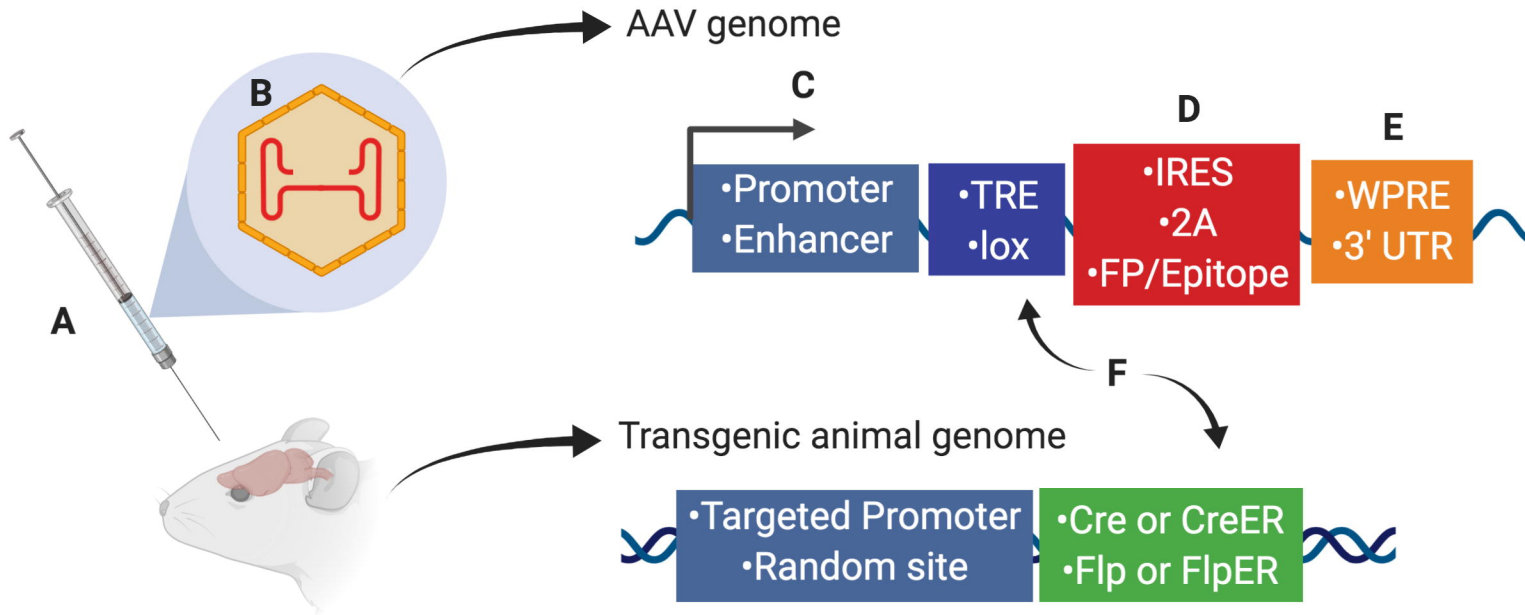 AAV genome
B
C
D
E
•Promoter
•Enhancer
•TRE
•lox
•IRES
•2A
•FP/Epitope
•WPRE
•3' UTR
A
F
Transgenic animal genome
•Targeted Promoter
•Random site
•Cre or CreER
•Flp or FlpER